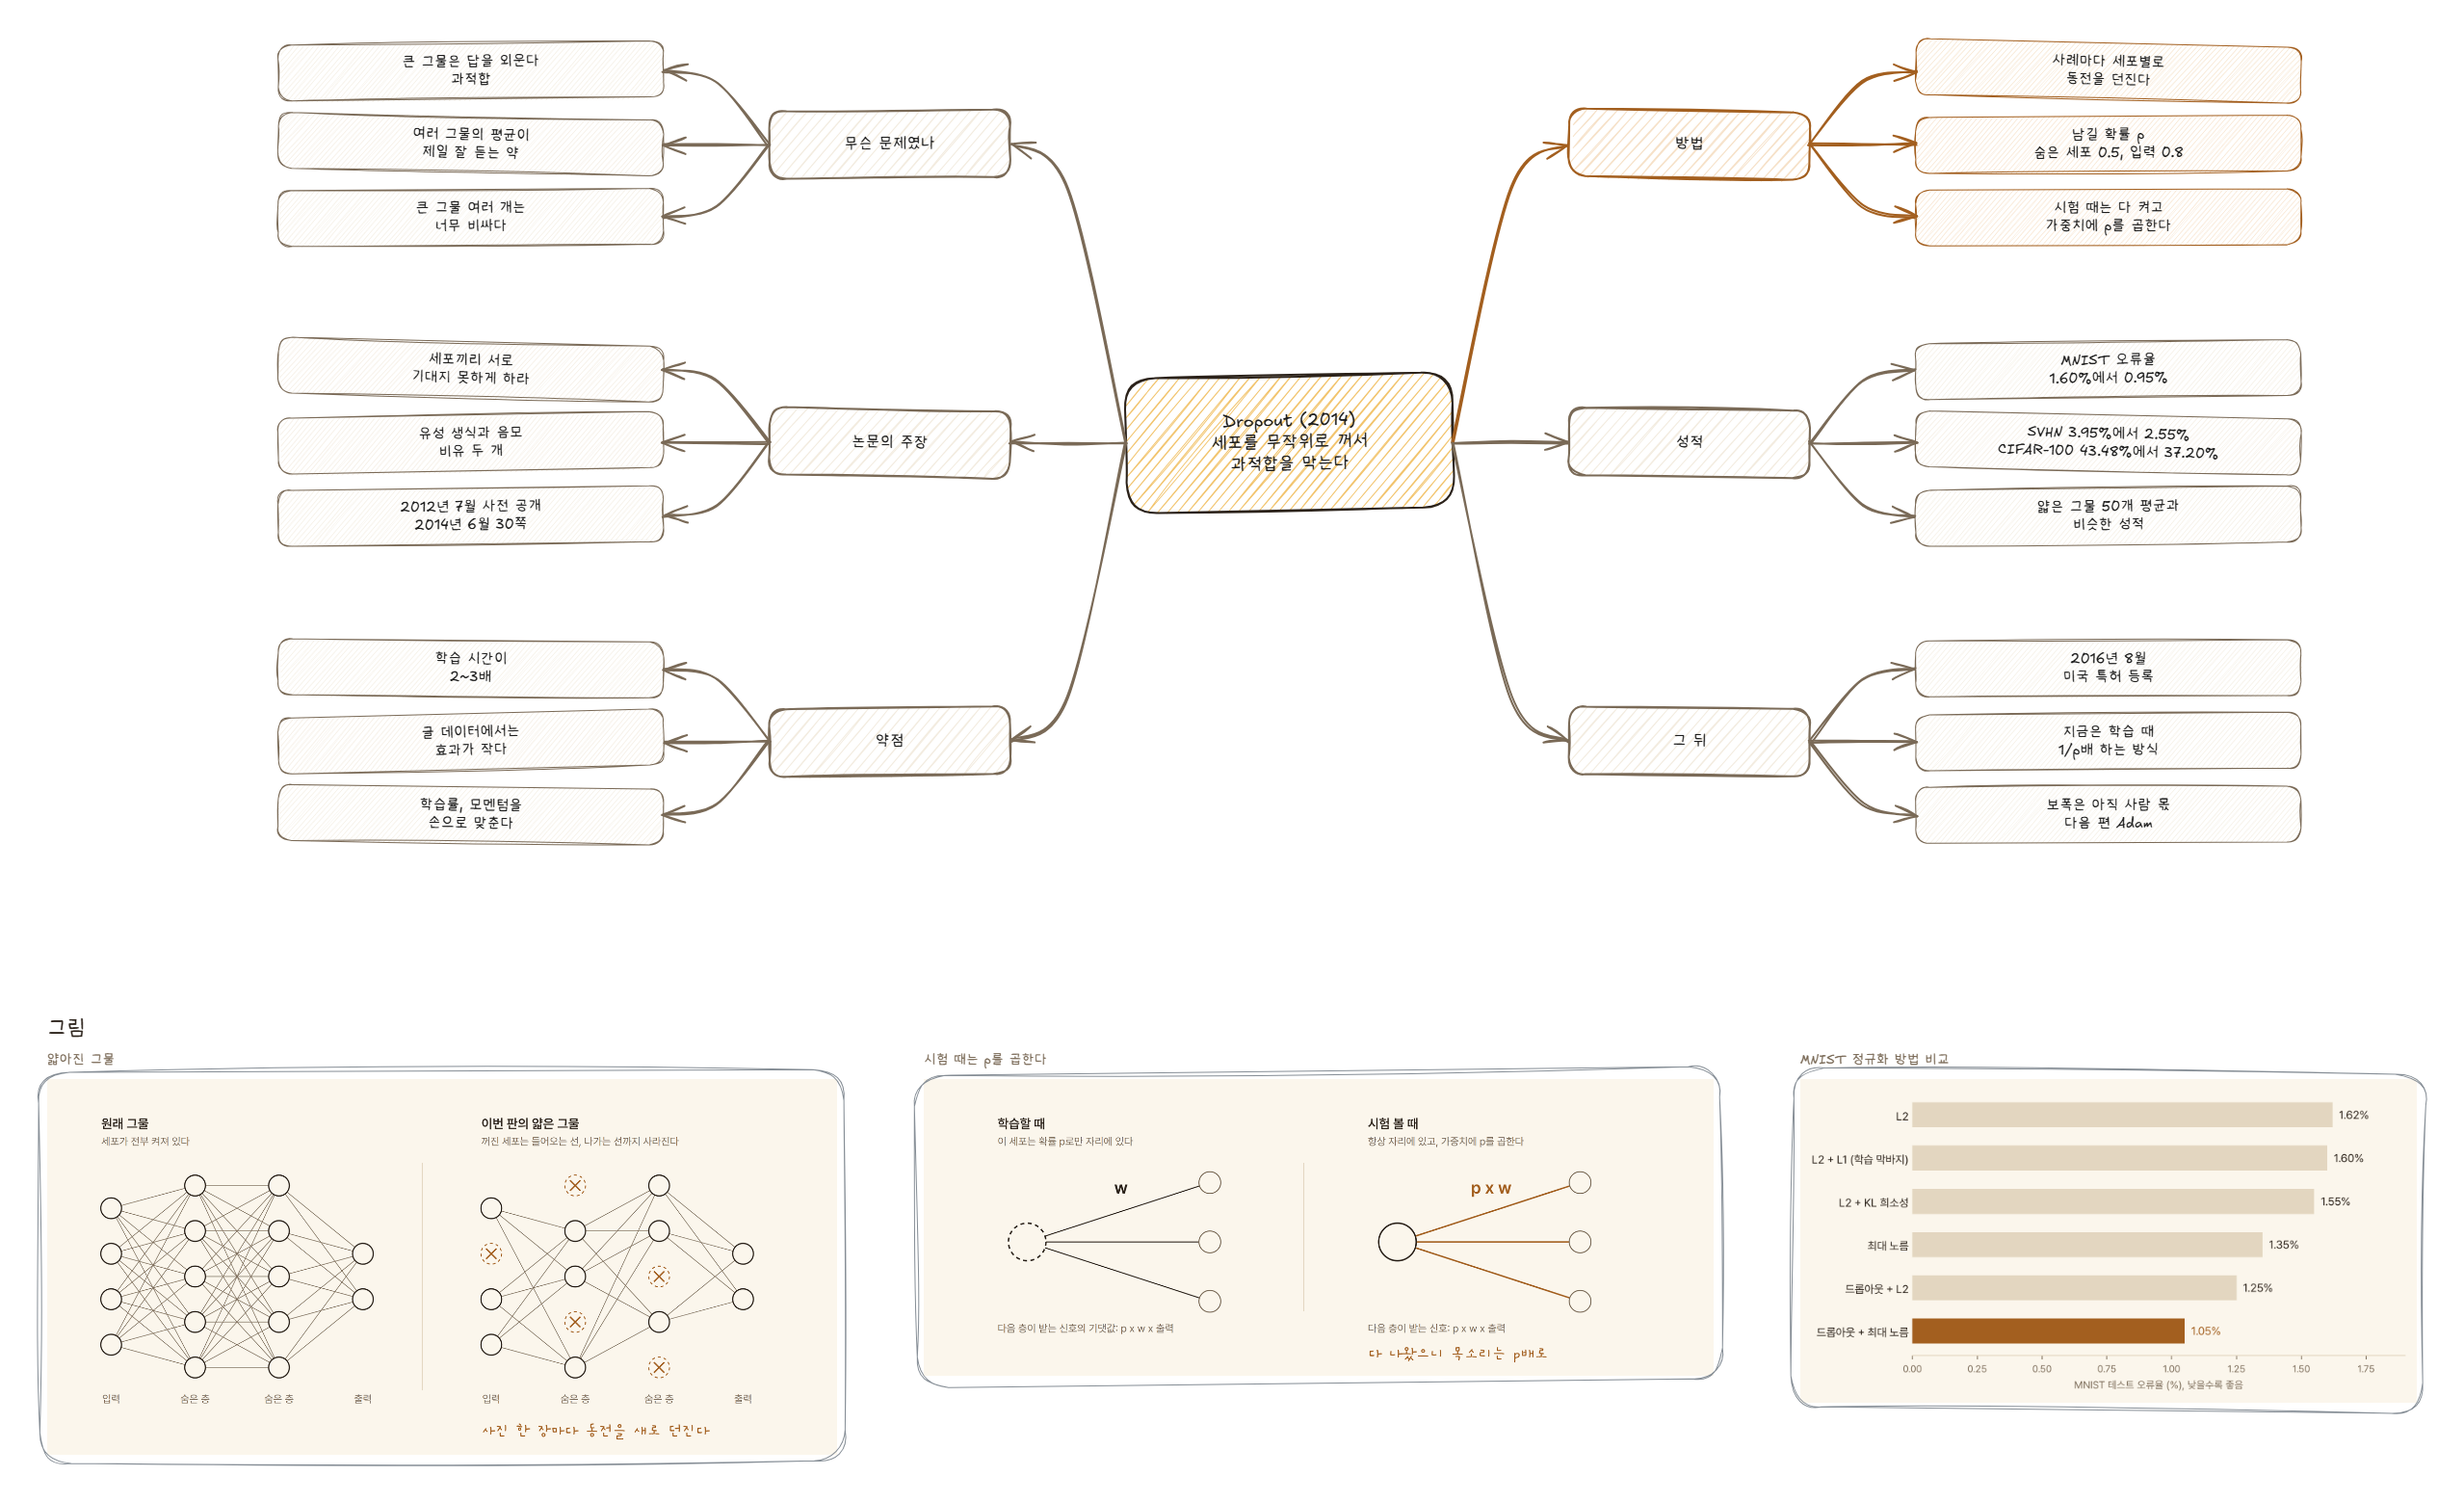 큰 그물은 답을 외운다
과적합
여러 그물의 평균이
제일 잘 듣는 약
큰 그물 여러 개는
너무 비싸다
무슨 문제였나
세포끼리 서로
기대지 못하게 하라
유성 생식과 음모
비유 두 개
2012년 7월 사전 공개
2014년 6월 30쪽
논문의 주장
학습 시간이
2~3배
글 데이터에서는
효과가 작다
학습률, 모멘텀을
손으로 맞춘다
약점
Dropout (2014)
세포를 무작위로 꺼서
과적합을 막는다
방법
사례마다 세포별로
동전을 던진다
남길 확률 p
숨은 세포 0.5, 입력 0.8
시험 때는 다 켜고
가중치에 p를 곱한다
성적
MNIST 오류율
1.60%에서 0.95%
SVHN 3.95%에서 2.55%
CIFAR-100 43.48%에서 37.20%
얇은 그물 50개 평균과
비슷한 성적
그 뒤
2016년 8월
미국 특허 등록
지금은 학습 때
1/p배 하는 방식
보폭은 아직 사람 몫
다음 편 Adam
그림
얇아진 그물
원래 그물
세포가 전부 켜져 있다
입력 숨은 층 숨은 층 출력
이번 판의 얇은 그물
꺼진 세포는 들어오는 선, 나가는 선까지 사라진다
입력 숨은 층 숨은 층 출력
사진 한 장마다 동전을 새로 던진다
시험 때는 p를 곱한다
학습할 때
이 세포는 확률 p로만 자리에 있다
w
다음 층이 받는 신호의 기댓값: p x w x 출력
시험 볼 때
항상 자리에 있고, 가중치에 p를 곱한다
p x w
다음 층이 받는 신호: p x w x 출력
다 나왔으니 목소리는 p배로
MNIST 정규화 방법 비교
L2 1.62%
L2 + L1 (학습 막바지) 1.60%
L2 + KL 희소성 1.55%
최대 노름 1.35%
드롭아웃 + L2 1.25%
드롭아웃 + 최대 노름 1.05%
0.00 0.25 0.50 0.75 1.00 1.25 1.50 1.75
MNIST 테스트 오류율 (%), 낮을수록 좋음